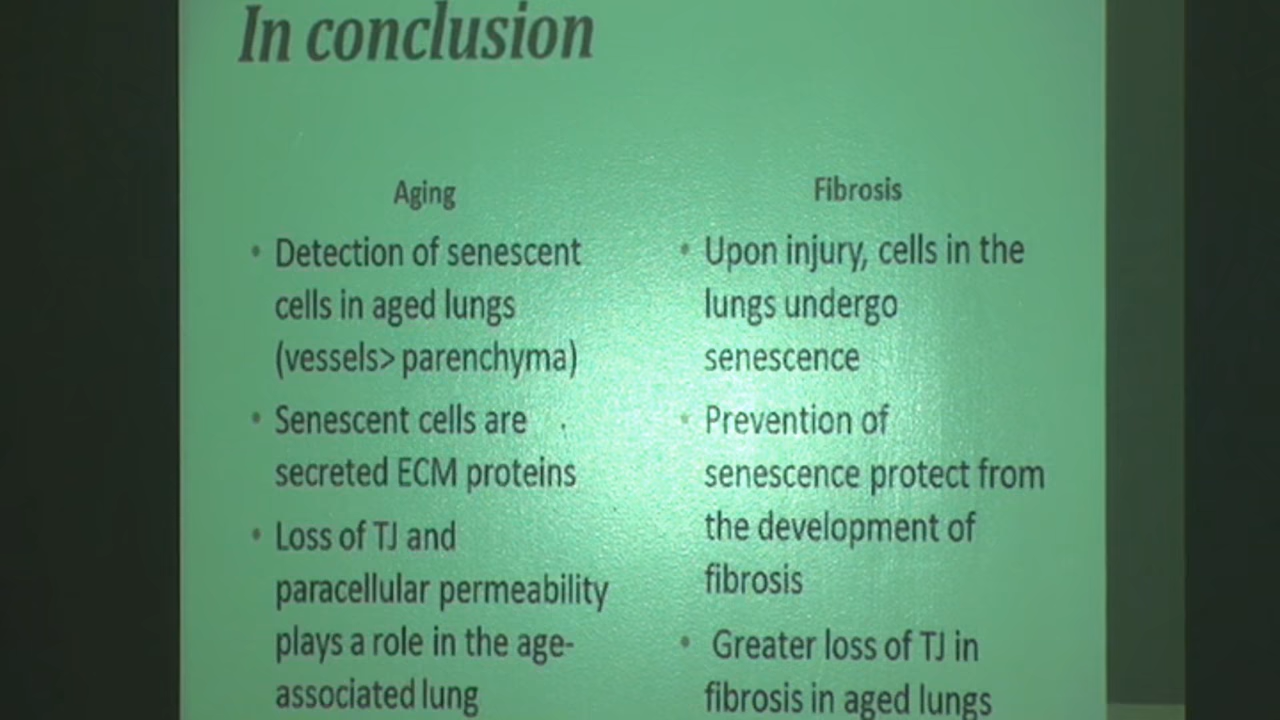 In conclusion
Aging
• Detection of senescent
cells in aged lungs
(vessels> parenchyma)
• Senescent cells are
secreted ECM proteins
• Loss of TJ and
paracellular permeability
plays a role in the age-
associated lung
Fibrosis
• Upon injury, cells in the
lungs undergo
senescence
• Prevention of
senescence protect from
the development of
fibrosis
• Greater loss of TJ in
fibrosis in aged lungs